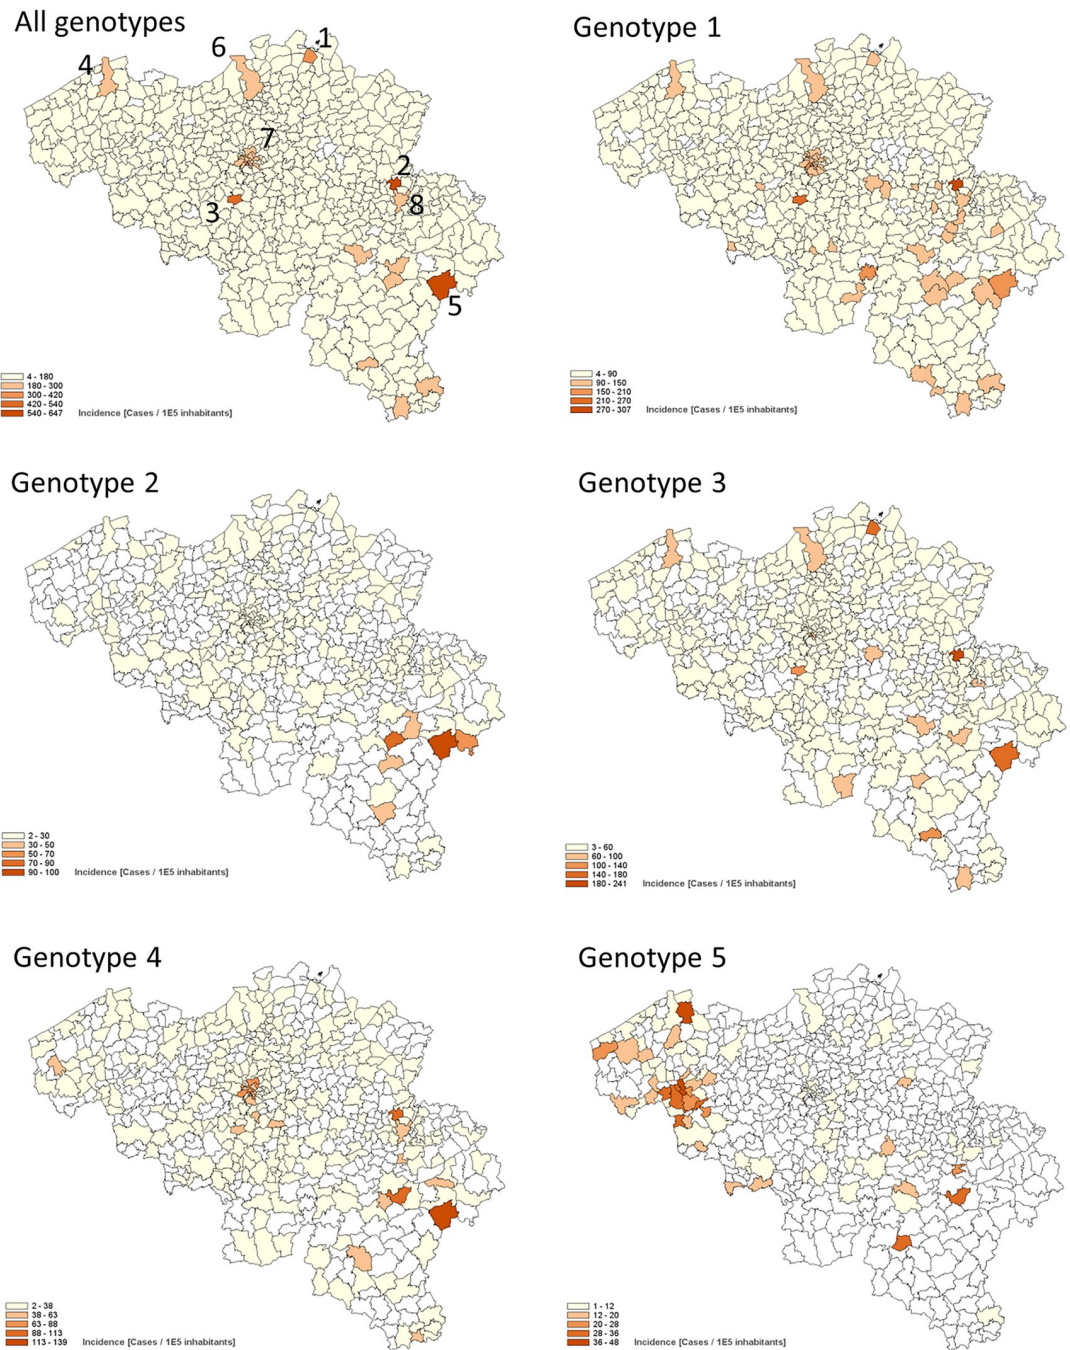 All genotypes
1
6
4
7
2
3
8
5
4 - 180
180 - 300
300 - 420
420 - 540
540 - 647
Incidence [Cases / 1E5 inhabitants]
Genotype 1
4 - 90
90 - 150
150 - 210
210 - 270
270 - 307
Incidence [Cases / 1E5 inhabitants]
Genotype 2
2 - 30
30 - 50
50 - 70
70 - 90
90 - 100
Incidence [Cases / 1E5 inhabitants]
Genotype 3
3 - 60
60 - 100
100 - 140
140 - 180
180 - 241
Incidence [Cases / 1E5 inhabitants]
Genotype 4
2 - 38
38 - 63
63 - 88
88 - 113
113 - 139
Incidence [Cases / 1E5 inhabitants]
Genotype 5
1 - 12
12 - 20
20 - 28
28 - 36
36 - 48
Incidence [Cases / 1E5 inhabitants]